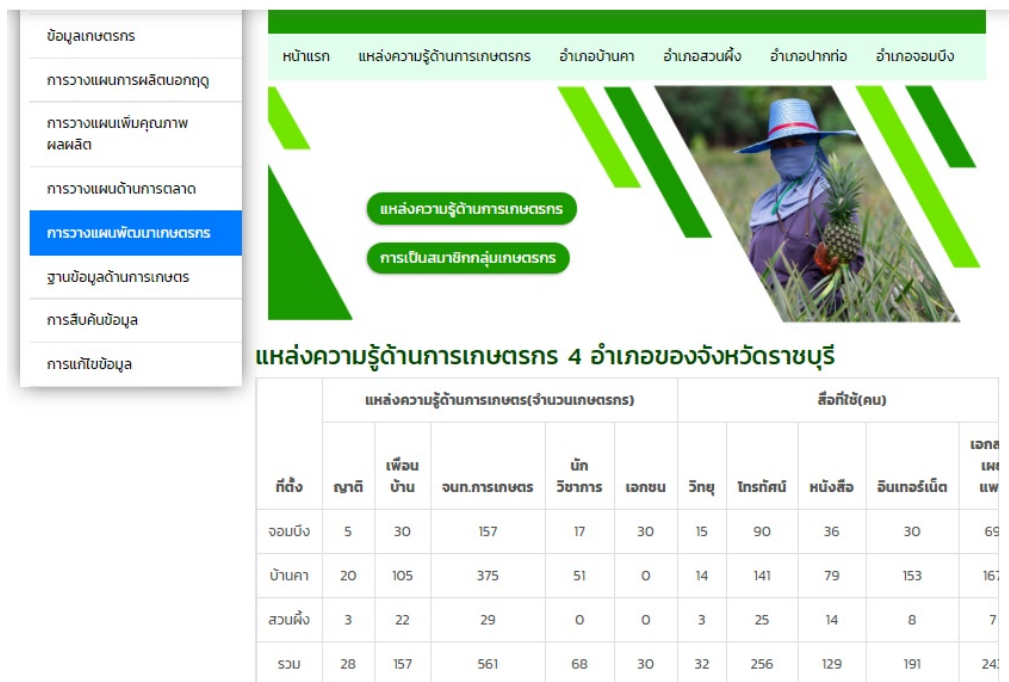 ข้อมูลเกษตรกร
การวางแผนการผลิตนอกฤดู
การวางแผนเพิ่มคุณภาพ
ผลผลิต
การวางแผนด้านการตลาด
การวางแผนพัฒนาเกษตรกร
ฐานข้อมูลด้านการเกษตร
การสืบค้นข้อมูล
การแก้ไขข้อมูล
หน้าแรก แหล่งความรู้ด้านการเกษตรกร อำเภอบ้านคา อำเภอสวนผึ้ง อำเภอปากท่อ อำเภอจอมบึง
แหล่งความรู้ด้านการเกษตรกร
การเป็นสมาชิกกลุ่มเกษตรกร
แหล่งความรู้ด้านการเกษตรกร 4 อำเภอของจังหวัดราชบุรี
แหล่งความรู้ด้านการเกษตร(จำนวนเกษตรกร) สื่อที่ใช้(คน)
ที่ตั้ง ญาติ เพื่อน บ้าน จนท.การเกษตร นัก วิชาการ เอกชน วิทยุ โทรทัศน์ หนังสือ อินเทอร์เน็ต
จอมบึง 5 30 157 17 30 15 90 36 30 69
บ้านคา 20 105 375 51 0 14 141 79 153 167
สวนผึ้ง 3 22 29 0 0 3 25 14 8 7
รวม 28 157 561 68 30 32 256 129 191